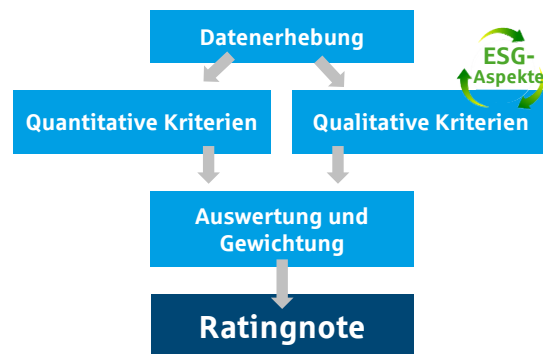 Datenerhebung
ESG-
Aspekte
Quantitative Kriterien
Qualitative Kriterien
Auswertung und
Gewichtung
Ratingnote